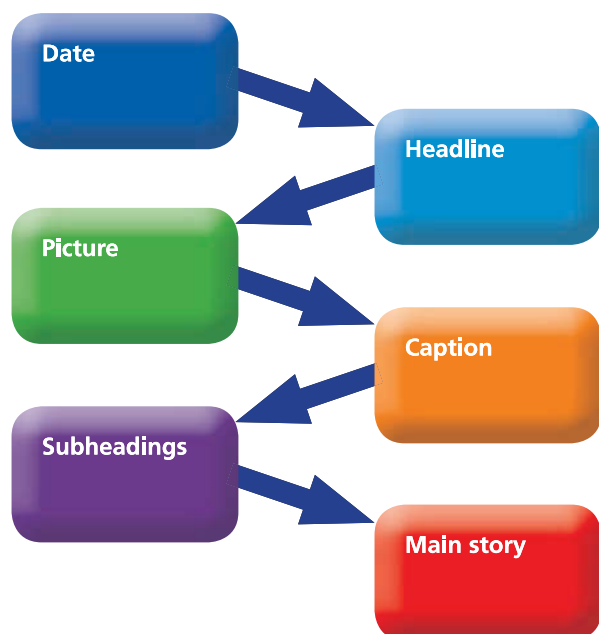 Date
Headline
Picture
Caption
Subheadings
Main story